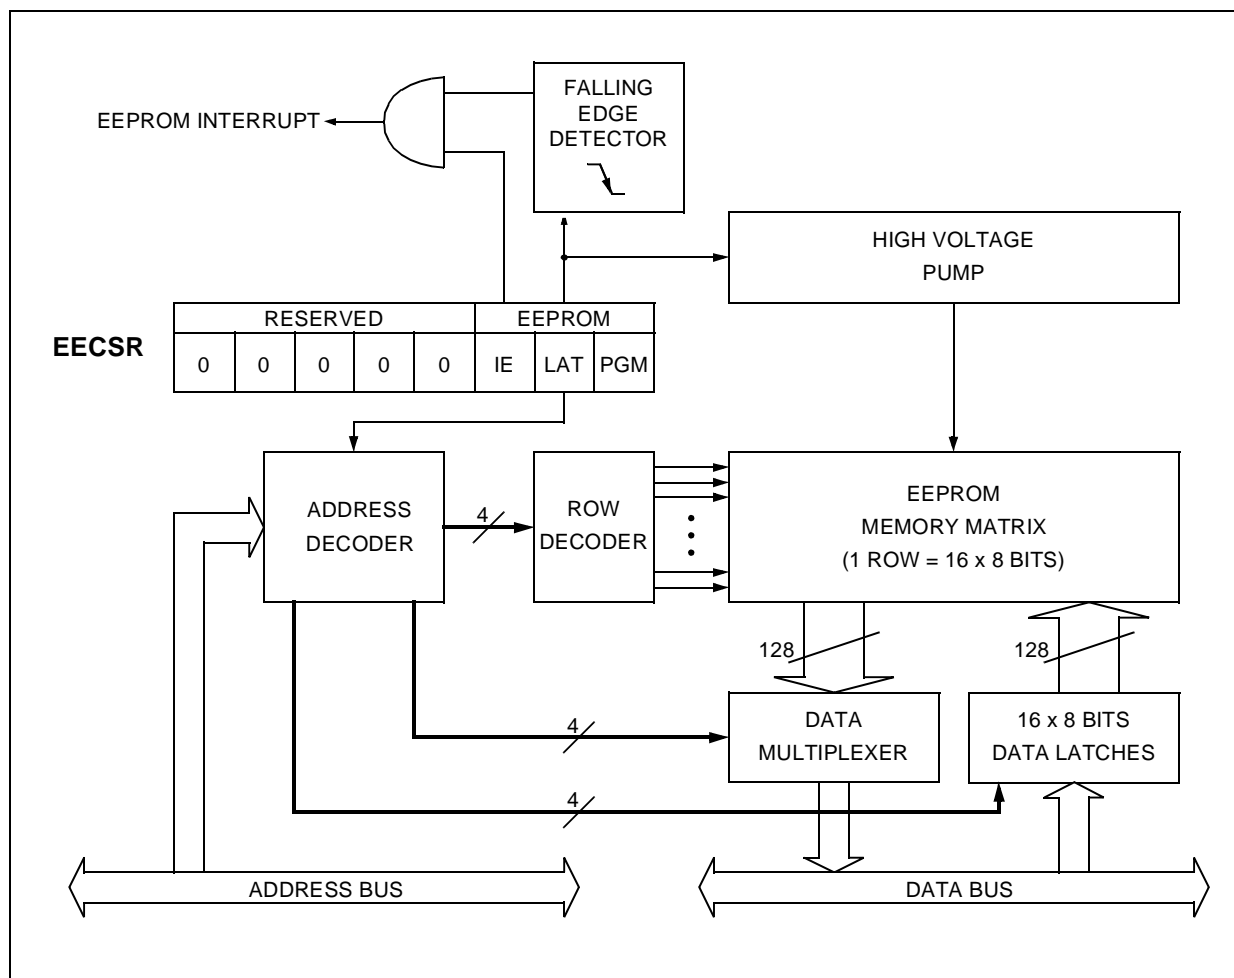 FALLING
EDGE
DETECTOR
EEPROM INTERRUPT
HIGH VOLTAGE
PUMP
RESERVED EEPROM
EECSR
0 0 0 0 0 IE LAT PGM
ADDRESS
DECODER
4
ROW
DECODER
EEPROM
MEMORY MATRIX
(1 ROW = 16 x 8 BITS)
128
128
4
DATA
MULTIPLEXER
16 x 8 BITS
DATA LATCHES
4
ADDRESS BUS
DATA BUS